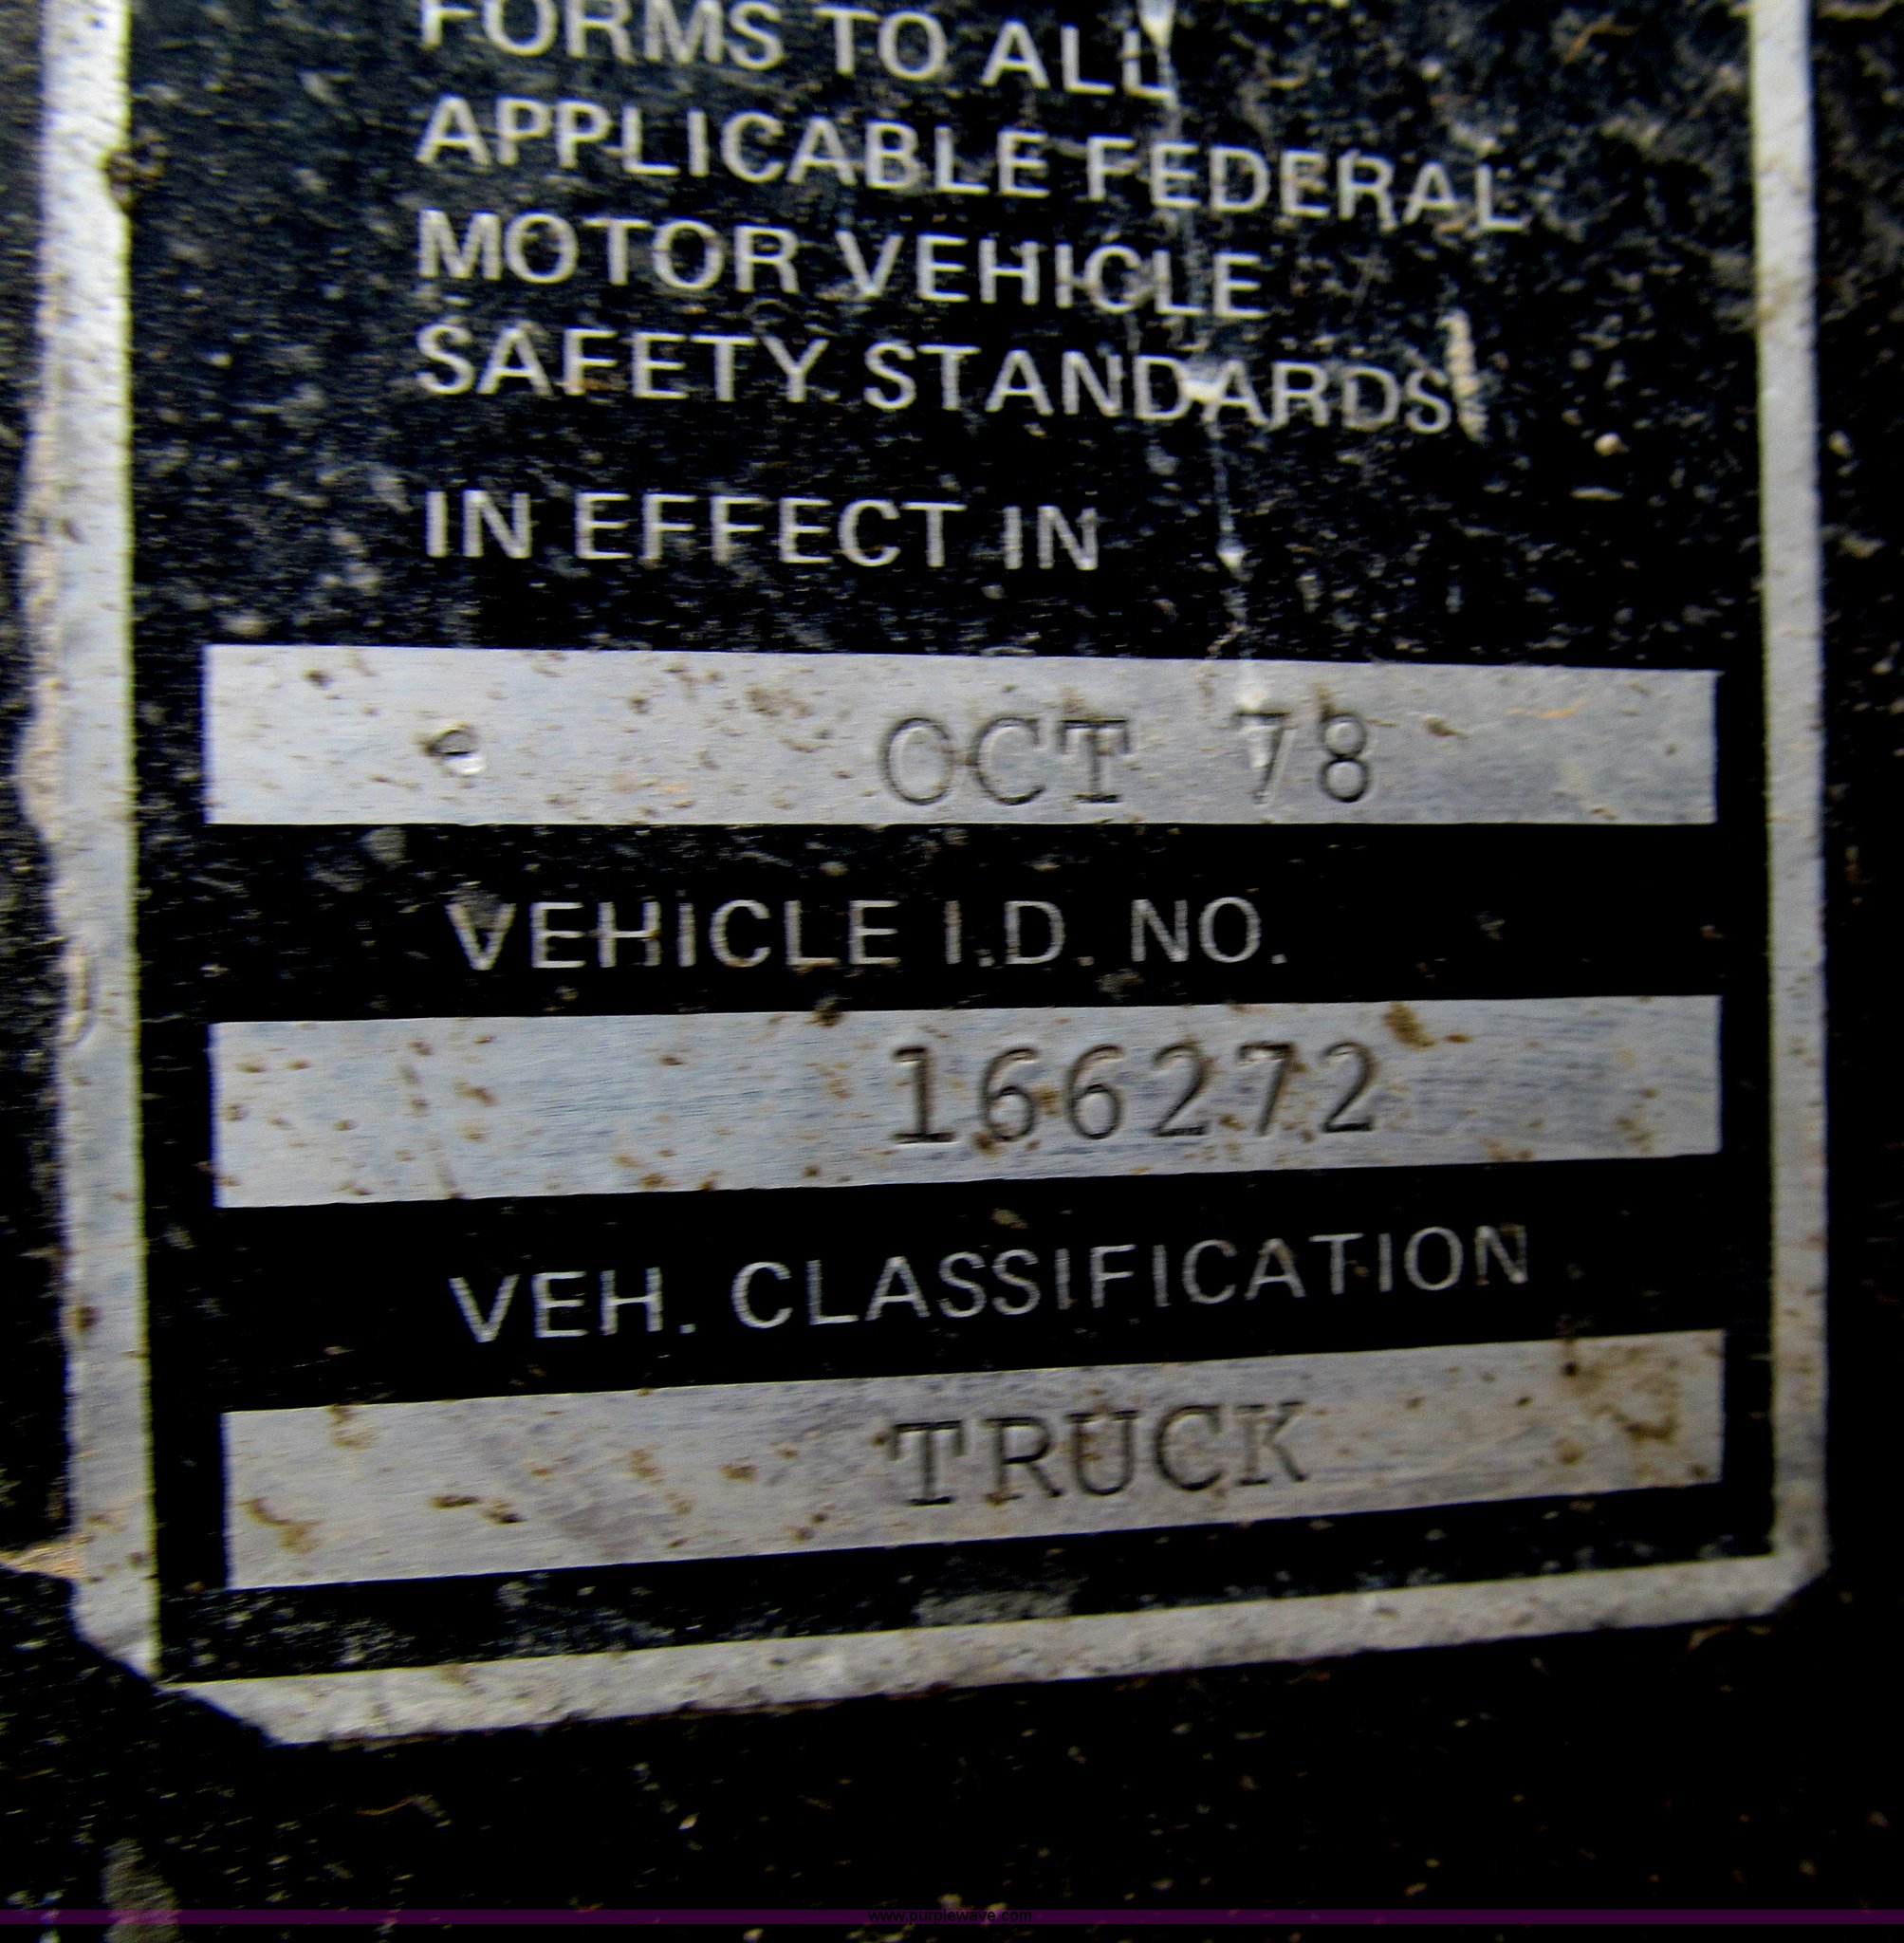 FORMS TO ALL
APPLICABLE FEDERAL
MOTOR VEHICLE
SAFETY STANDARDS
IN EFFECT IN
OCT 78
VEHICLE I.D. NO.
166272
VEH. CLASSIFICATION
TRUCK
www.purplewave.com